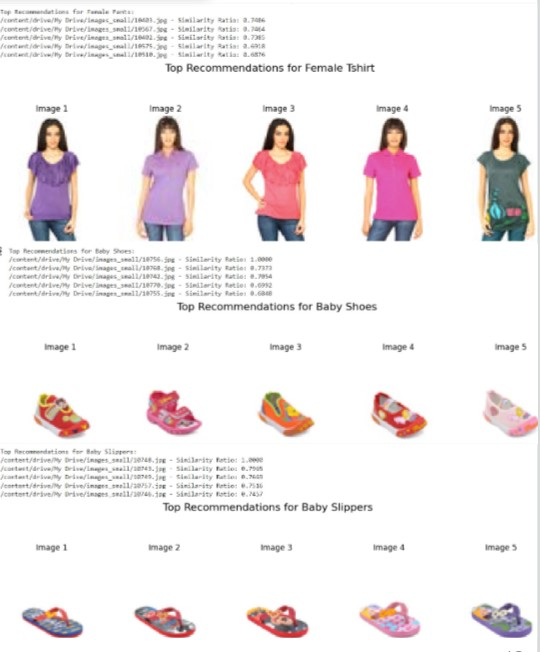 Top Recommendations for Female Pants:
/content/drive/My Drive/images_small/10403.jpg - Similarity Ratio: 0.7486
/content/drive/My Drive/images_small/10567.jpg - Similarity Ratio: 0.7464
/content/drive/My Drive/images_small/10402.jpg - Similarity Ratio: 0.7305
/content/drive/My Drive/images_small/10575.jpg - Similarity Ratio: 0.6918
/content/drive/My Drive/images_small/10510.jpg - Similarity Ratio: 0.6876
Top Recommendations for Female Tshirt
Image 1 Image 2 Image 3 Image 4 Image 5
Top Recommendations for Baby Shoes:
/content/drive/My Drive/images_small/10756.jpg - Similarity Ratio: 1.0000
/content/drive/My Drive/images_small/10768.jpg - Similarity Ratio: 0.7373
/content/drive/My Drive/images_small/10742.jpg - Similarity Ratio: 0.7054
/content/drive/My Drive/images_small/10770.jpg - Similarity Ratio: 0.6992
/content/drive/My Drive/images_small/10755.jpg - Similarity Ratio:
Top Recommendations for Baby Shoes
Image 1 Image 2 Image 3 Image 4 Image 5
Top Recommendations for Baby Slippers:
/content/drive/My Drive/images_small/10748.jpg - Similarity Ratio: 1.0000
/content/drive/My Drive/images_small/10743.jpg - Similarity Ratio:
/content/drive/My Drive/images_small/10749.jpg - Similarity Ratio:
/content/drive/My Drive/images_small/10757.jpg - Similarity Ratio: 0.7516
/content/drive/My Drive/images_small/10746.jpg - Similarity Ratio: 0.7457
Top Recommendations for Baby Slippers
Image 1 Image 2 Image 3 Image 4 Image 5